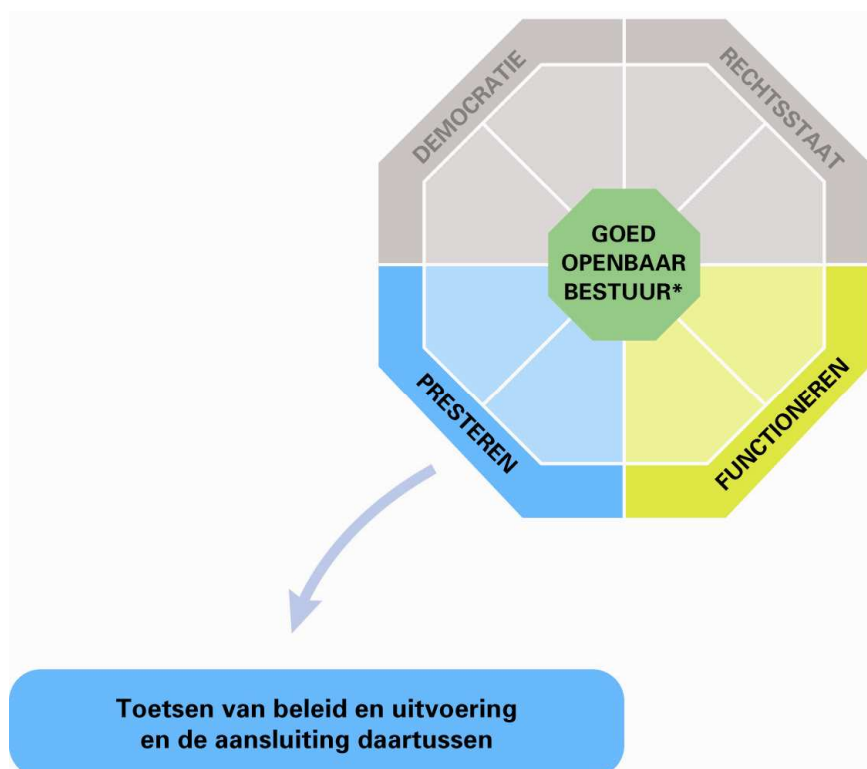 DEMOCRATIE
RECHTSSTAAT
GOED
OPENBAAR
BESTUUR*
PRESTEREN
FUNCTIONEREN
Toetsen van beleid en uitvoering
en de aansluiting daartussen